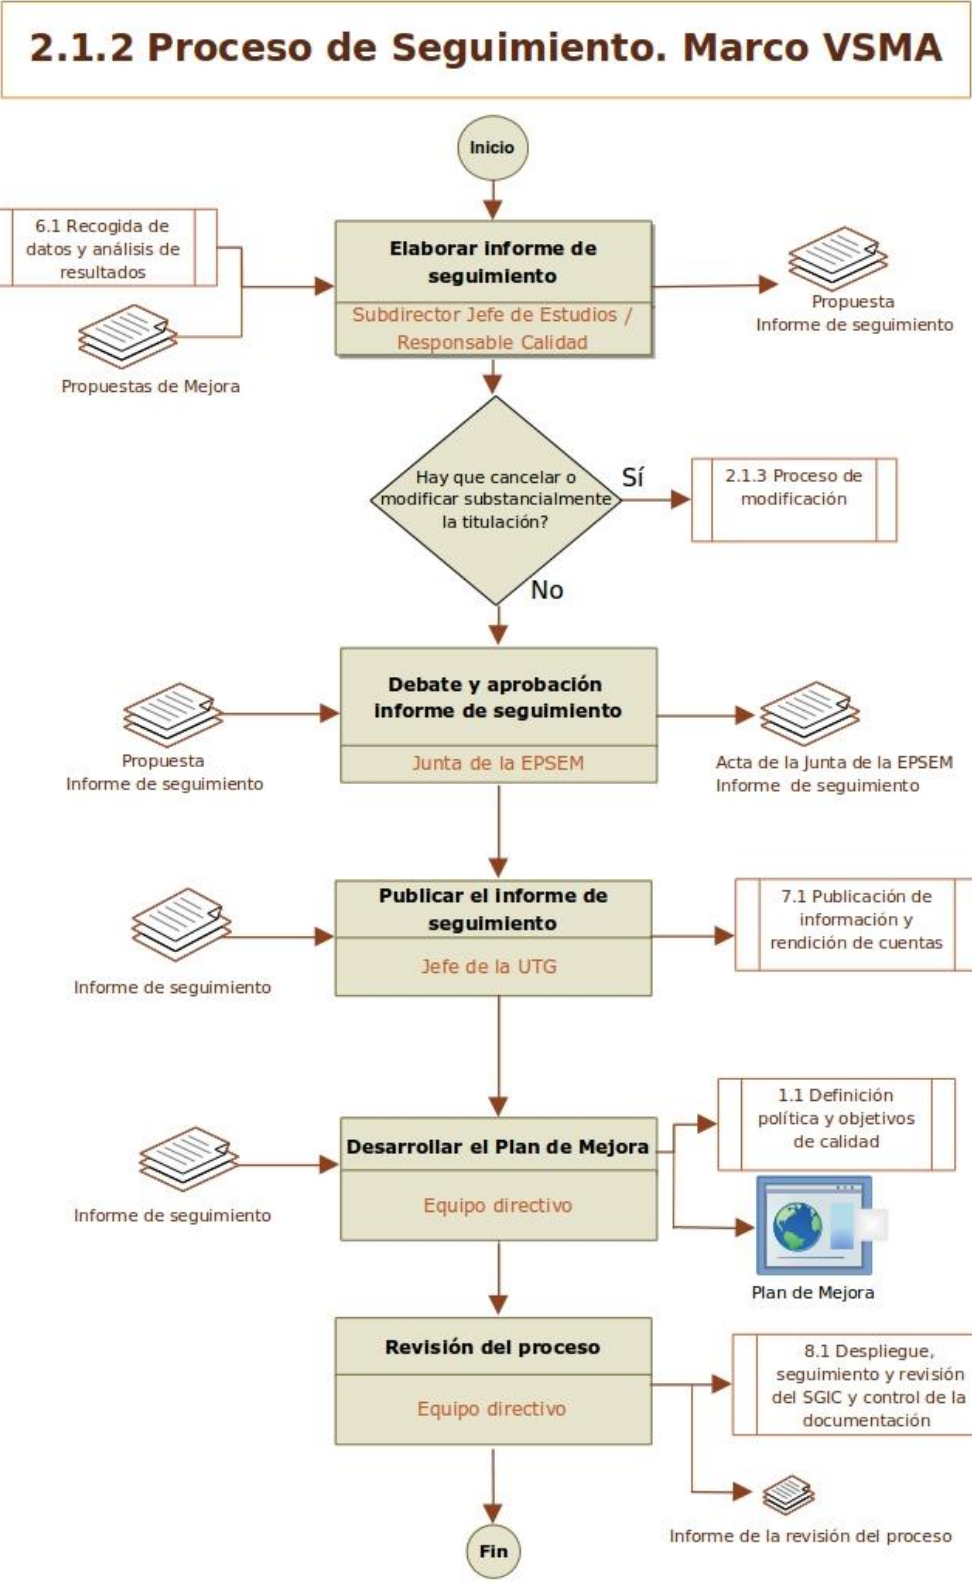 2.1.2 Proceso de Seguimiento. Marco VSMA
Inicio
6.1 Recogida de
datos y análisis de
resultados
Propuestas de Mejora
Elaborar informe de
seguimiento
Subdirector Jefe de Estudios /
Responsable Calidad
Propuesta
Informe de seguimiento
Hay que cancelar o
modificar substancialmente
la titulación?
Sí
2.1.3 Proceso de
modificación
No
Propuesta
Informe de seguimiento
Debate y aprobación
informe de seguimiento
Junta de la EPSEM
Acta de la Junta de la EPSEM
Informe de seguimiento
Informe de seguimiento
Publicar el informe de
seguimiento
Jefe de la UTG
7.1 Publicación de
información y
rendición de cuentas
Informe de seguimiento
Desarrollar el Plan de Mejora
Equipo directivo
1.1 Definición
política y objetivos
de calidad
Plan de Mejora
Revisión del proceso
Equipo directivo
8.1 Despliegue,
seguimiento y revisión
del SGIC y control de la
documentación
Informe de la revisión del proceso
Fin